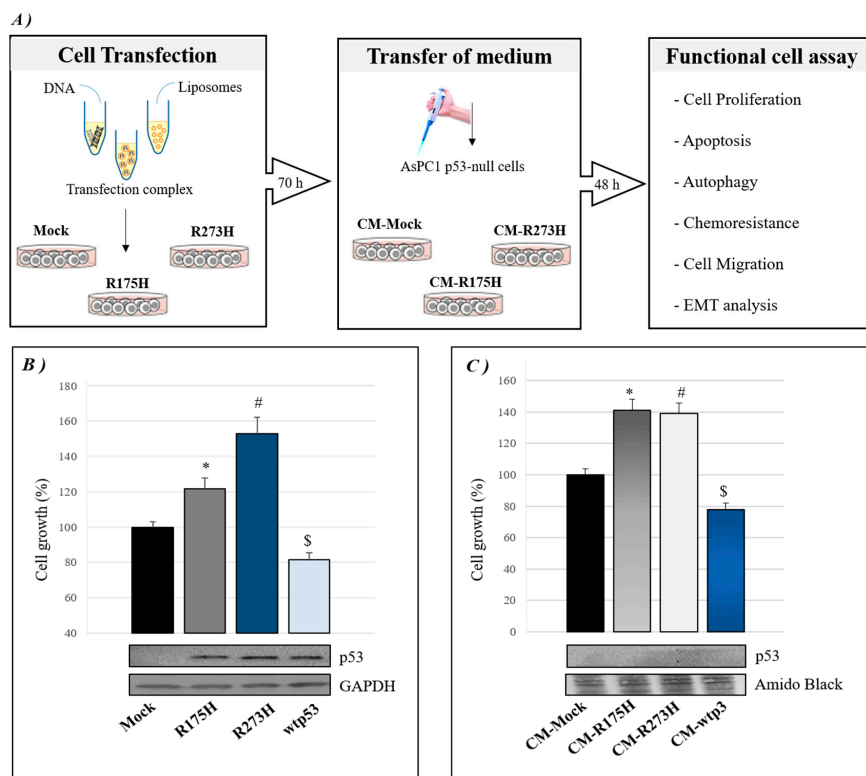 A)
Cell Transfection
DNA
Liposomes
Transfection complex
Mock
R273H
R175H
70 h
Transfer of medium
AsPC1 p53-null cells
CM-Mock
CM-R273H
CM-R175H
48 h
Functional cell assay
- Cell Proliferation
- Apoptosis
- Autophagy
- Chemoresistance
- Cell Migration
- EMT analysis
B)
Cell growth (%)
180
160
140
120
100
80
60
40
*
#
$
p53
GAPDH
Mock
R175H
R273H
wtp53
C)
Cell growth (%)
160
140
120
100
80
60
40
20
0
*
#
$
p53
Amido Black
CM-Mock
CM-R175H
CM-R273H
CM-wtp3